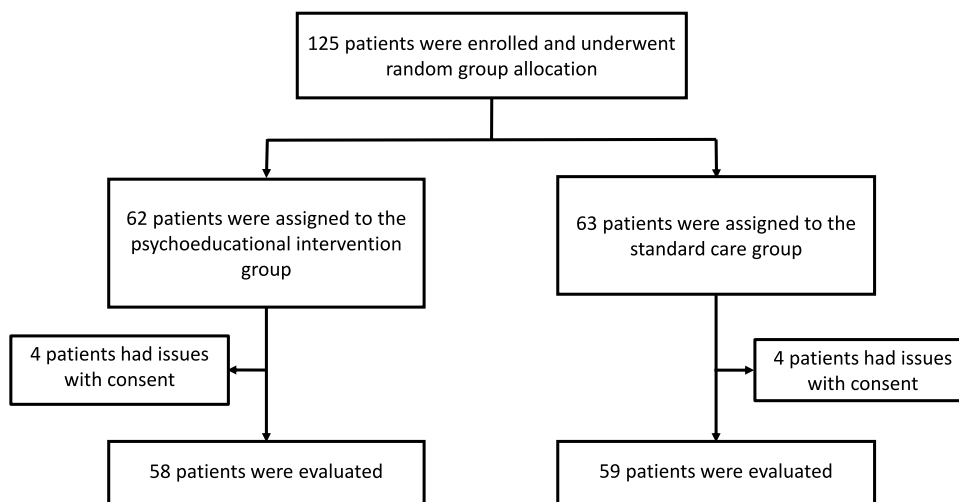 125 patients were enrolled and underwent
random group allocation
62 patients were assigned to the
psychoeducational intervention
group
63 patients were assigned to the
standard care group
4 patients had issues
with consent
4 patients had issues
with consent
58 patients were evaluated
59 patients were evaluated